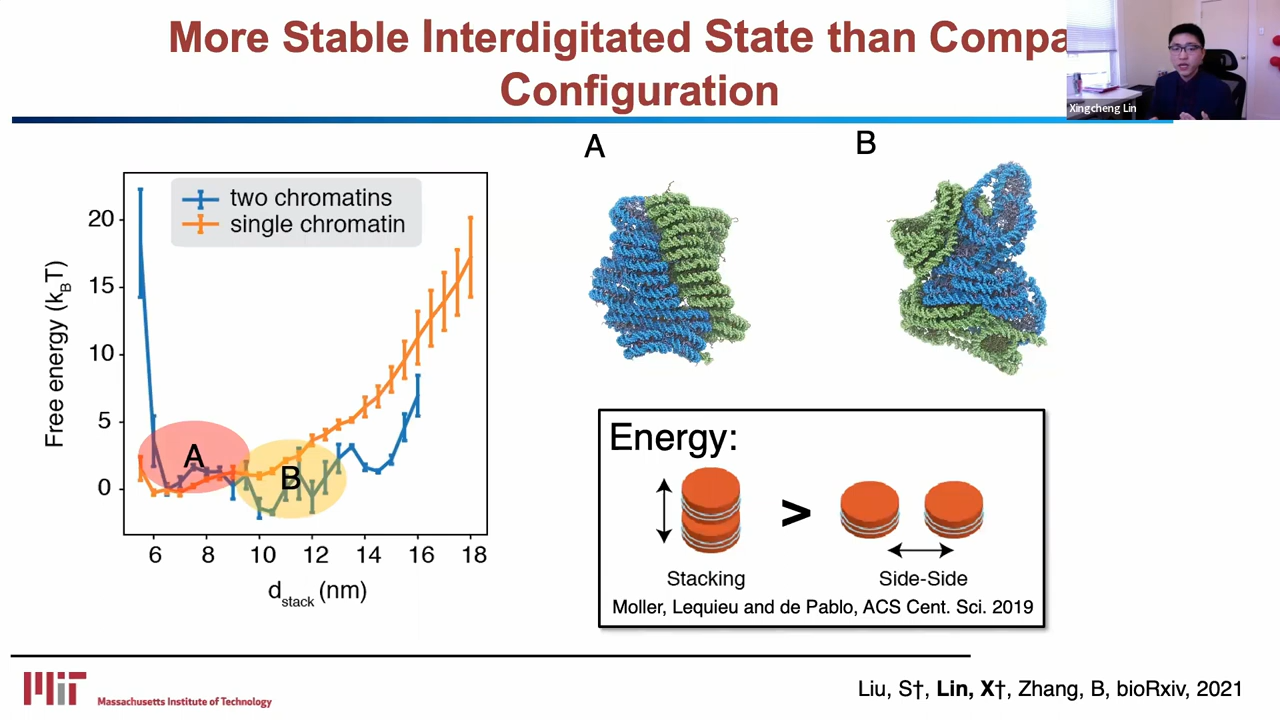 More Stable Interdigitated State than Compa
Configuration
Xingcheng Lin
A
B
two chromatins
single chromatin
20
15
10
5
0
Free energy (kBT)
A
B
6 8 10 12 14 16 18
dstack (nm)
Energy:
>
Stacking
Side-Side
Moller, Lequieu and de Pablo, ACS Cent. Sci. 2019
MIT
Massachusetts Institute of Technology
Liu, S†, Lin, X†, Zhang, B, bioRxiv, 2021